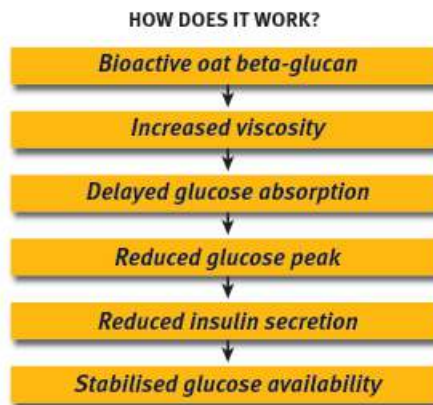 HOW DOES IT WORK?
Bioactive oat beta-glucan
Increased viscosity
Delayed glucose absorption
Reduced glucose peak
Reduced insulin secretion
Stabilised glucose availability